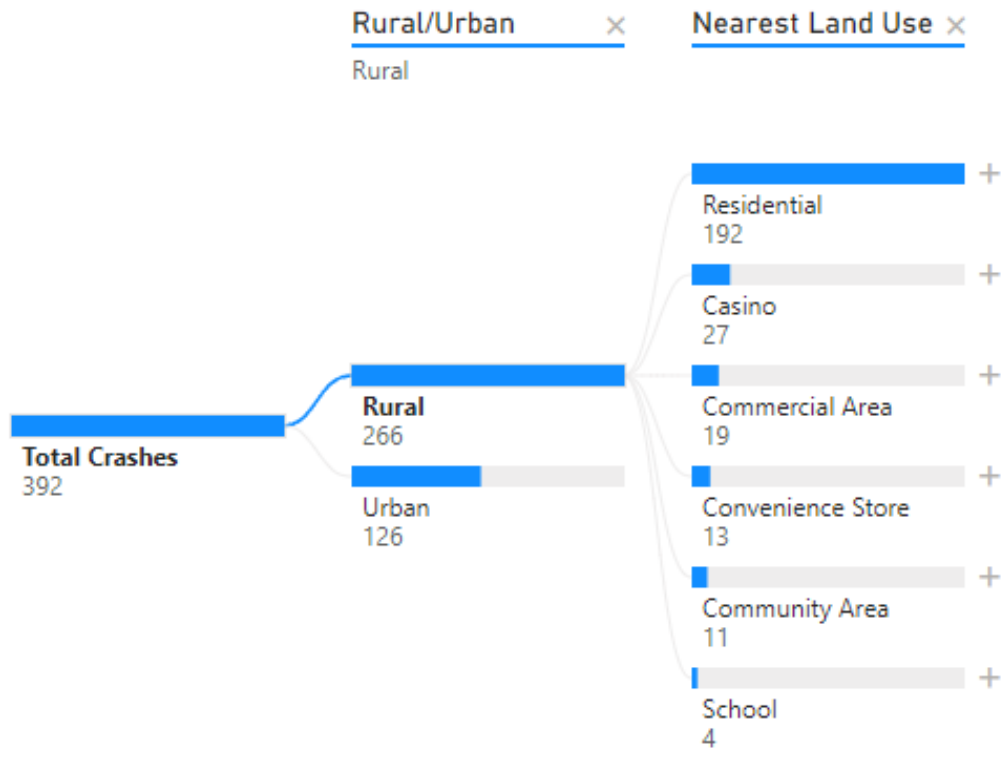 Rural/Urban ×
Nearest Land Use ×
Rural
Residential
192
Casino
27
Commercial Area
19
Convenience Store
13
Community Area
11
School
4
Rural
266
Urban
126
Total Crashes
392